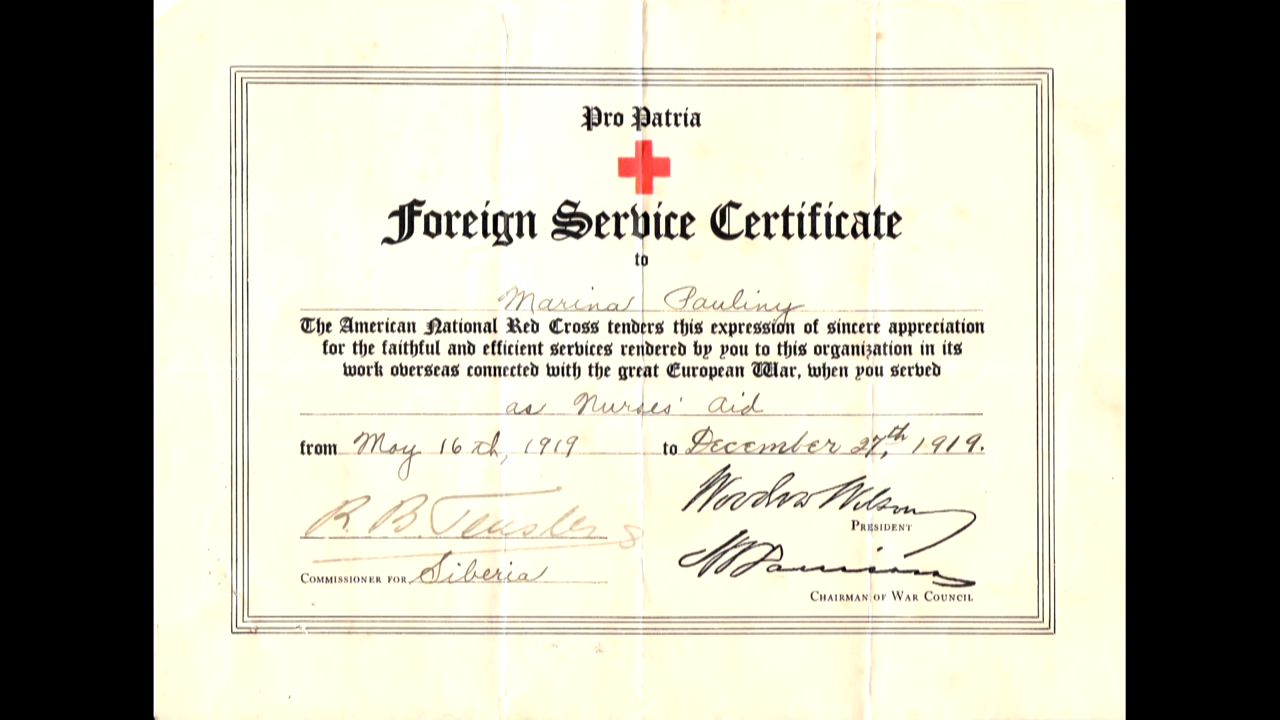 Pro Patria
Foreign Service Certificate
to
Marina Pauliny
The American National Red Cross tenders this expression of sincere appreciation
for the faithful and efficient services rendered by you to this organization in its
work overseas connected with the great European War, when you served
as Nurses' Aid
from May 16th, 1919 to December 27th, 1919.
R. B. Teusler
Woodrow Wilson
PRESIDENT
COMMISSIONER FOR Siberia
CHAIRMAN OF WAR COUNCIL